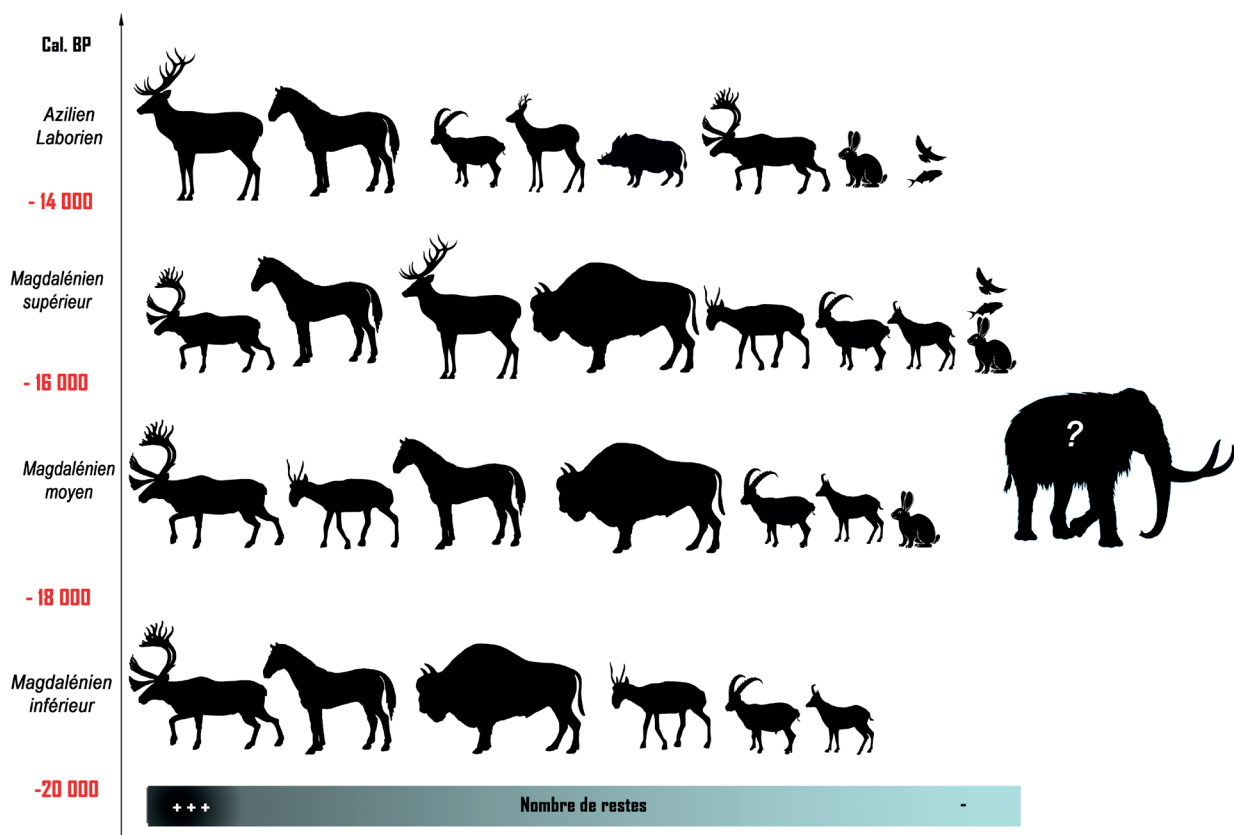 Cal. BP
Azilien
Laborien
- 14 000
Magdalénien
supérieur
- 16 000
?
Magdalénien
moyen
- 18 000
Magdalénien
inférieur
-20 000
+ + +
Nombre de restes
-